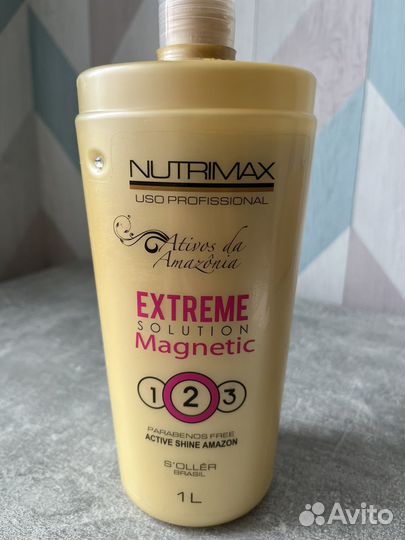 NUTRIMAX
USO PROFISSIONAL
Ativos da
Amazônia
EXTREME
SOLUTION
Magnetic
1 2 3
PARABENOS FREE
ACTIVE SHINE AMAZON
S'OLLÉR
BRASIL
1 L
Avito